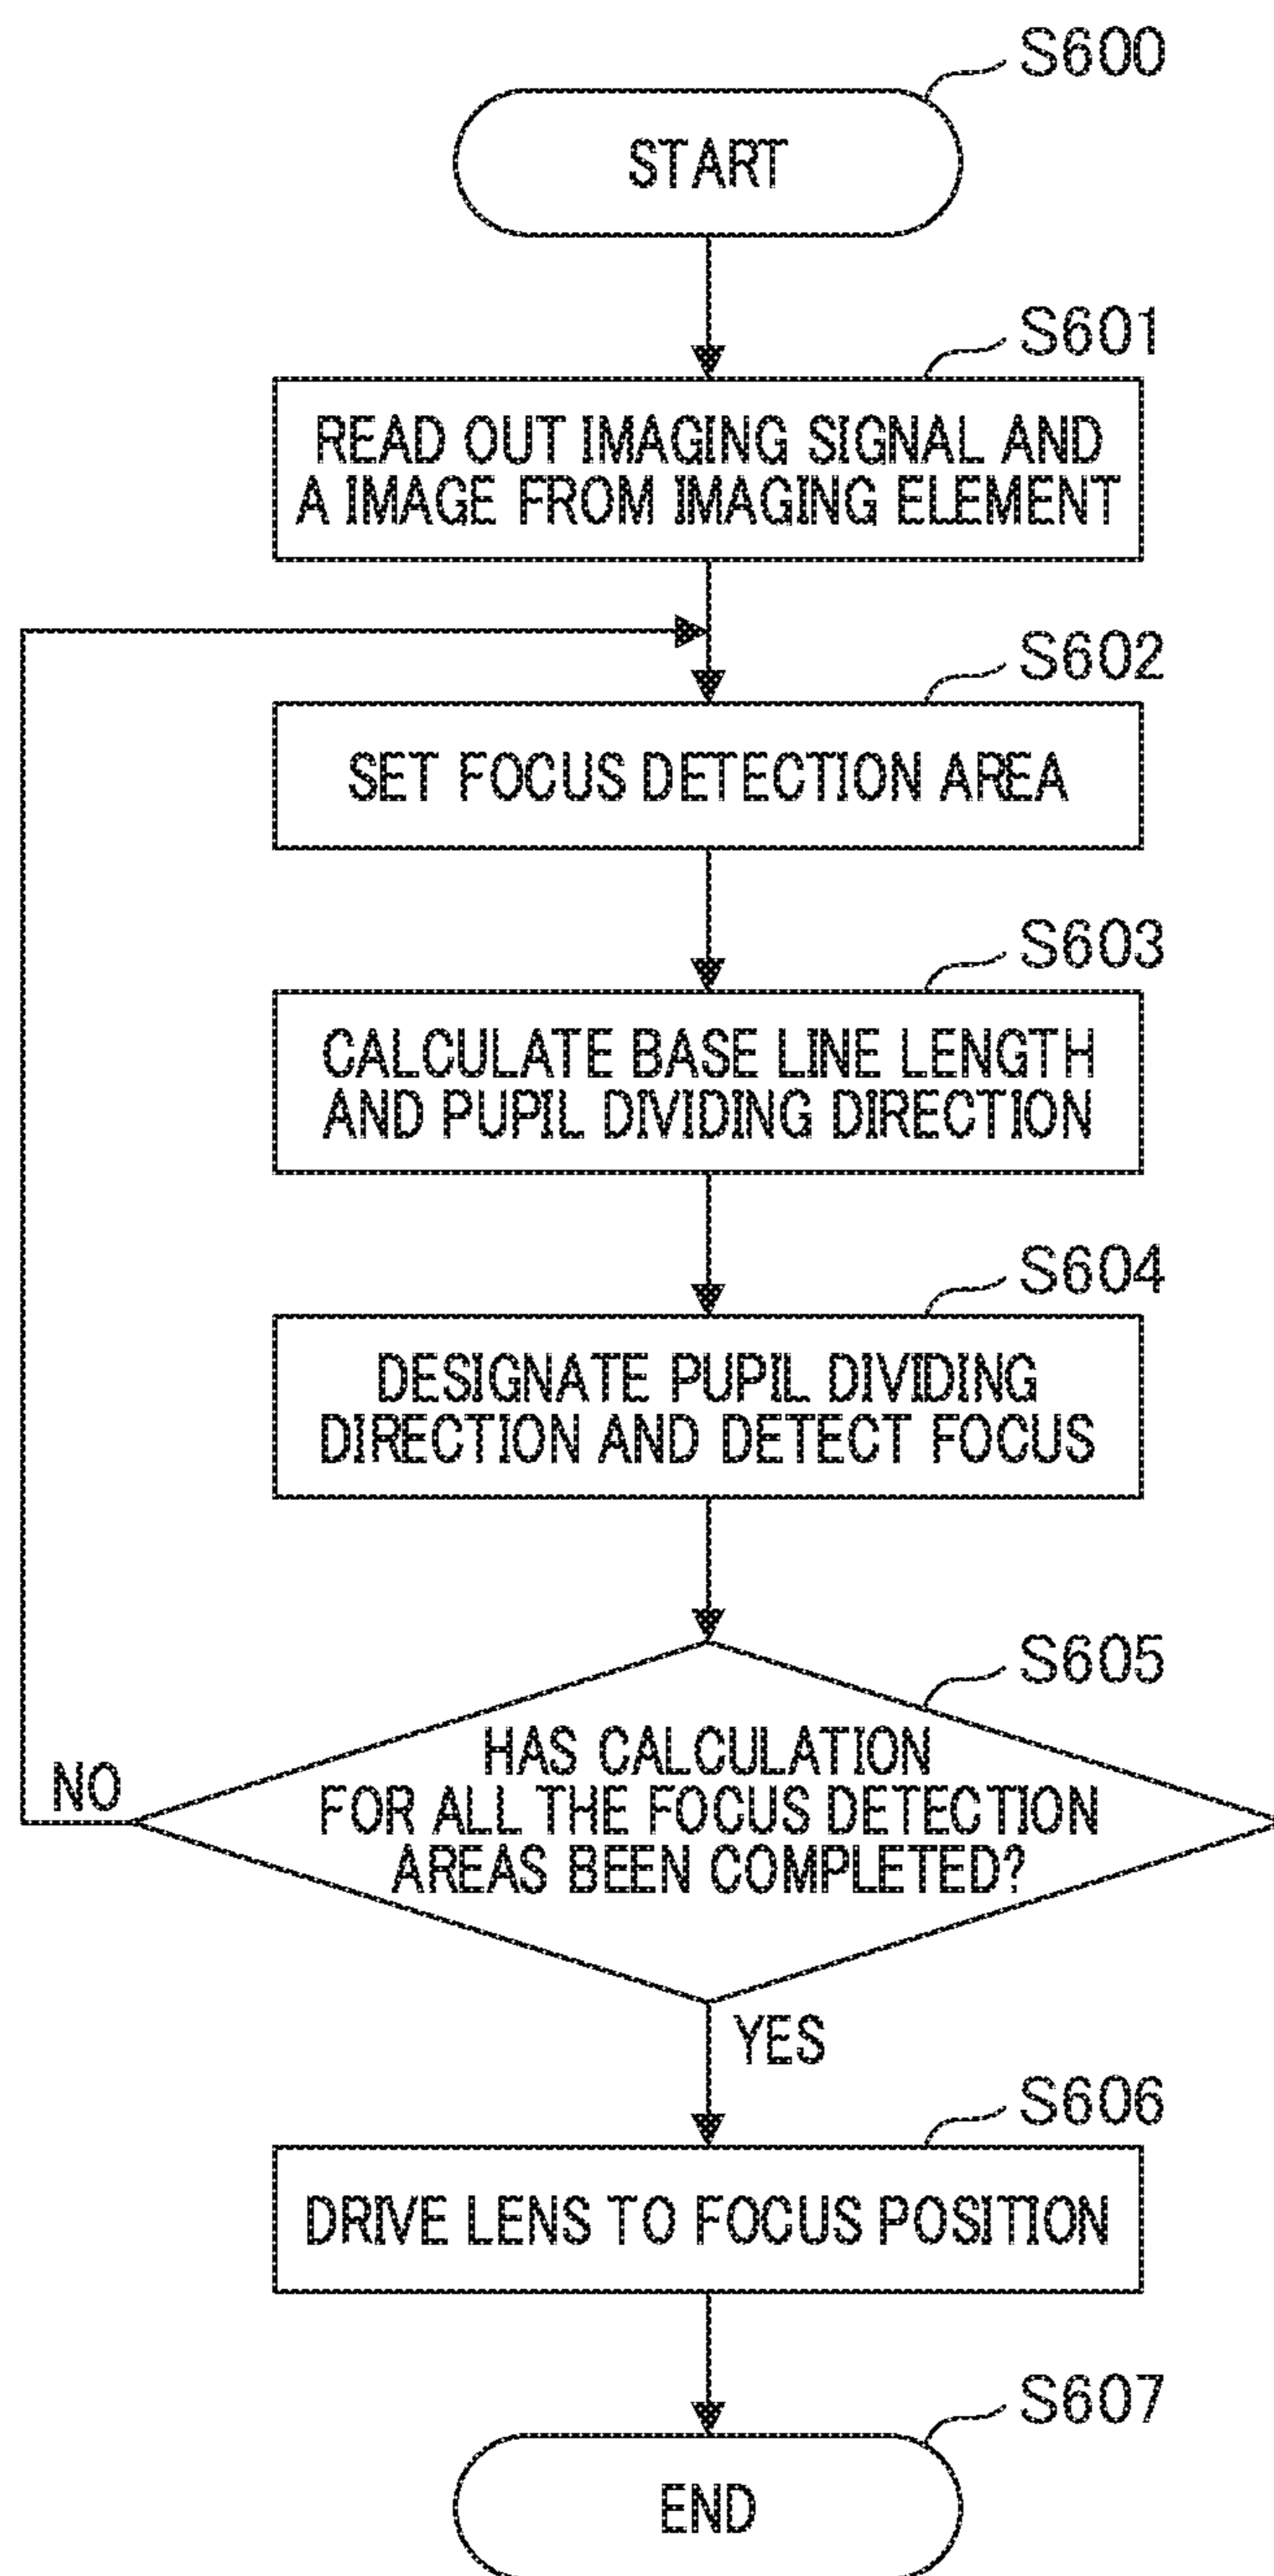 S600
START
S601
READ OUT IMAGING SIGNAL AND
A IMAGE FROM IMAGING ELEMENT
S602
SET FOCUS DETECTION AREA
S603
CALCULATE BASE LINE LENGTH
AND PUPIL DIVIDING DIRECTION
S604
DESIGNATE PUPIL DIVIDING
DIRECTION AND DETECT FOCUS
S605
HAS CALCULATION
FOR ALL THE FOCUS DETECTION
AREAS BEEN COMPLETED?
NO
YES
S606
DRIVE LENS TO FOCUS POSITION
S607
END